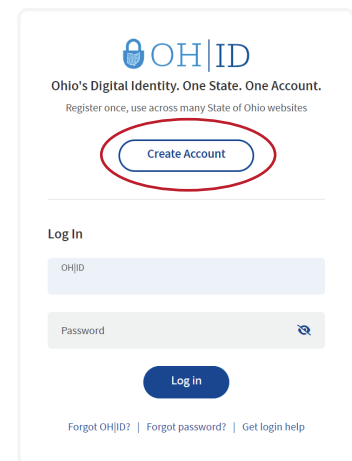 OH|ID
Ohio's Digital Identity. One State. One Account.
Register once, use across many State of Ohio websites
Create Account
Log In
OH|ID
Password
Log in
Forgot OH|ID? | Forgot password? | Get login help